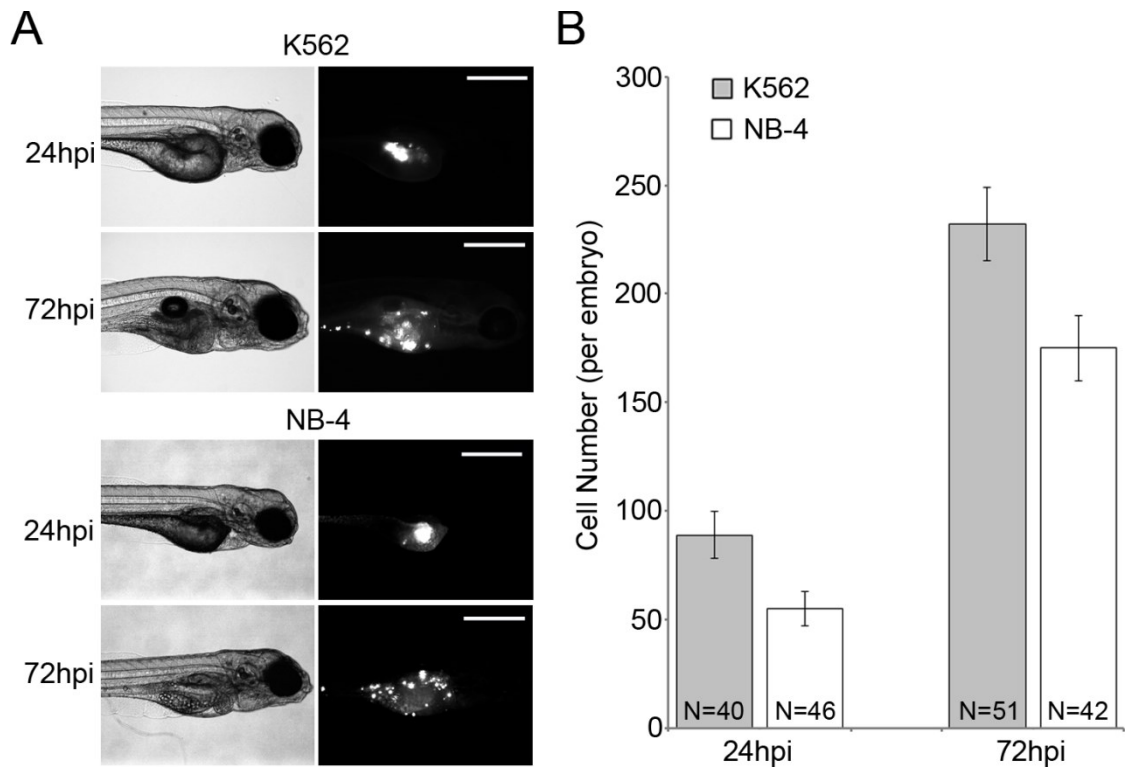 A
K562
24hpi
72hpi
NB-4
24hpi
72hpi
B
Cell Number (per embryo)
300
250
200
150
100
50
0
K562
NB-4
N=40
N=46
N=51
N=42
24hpi
72hpi